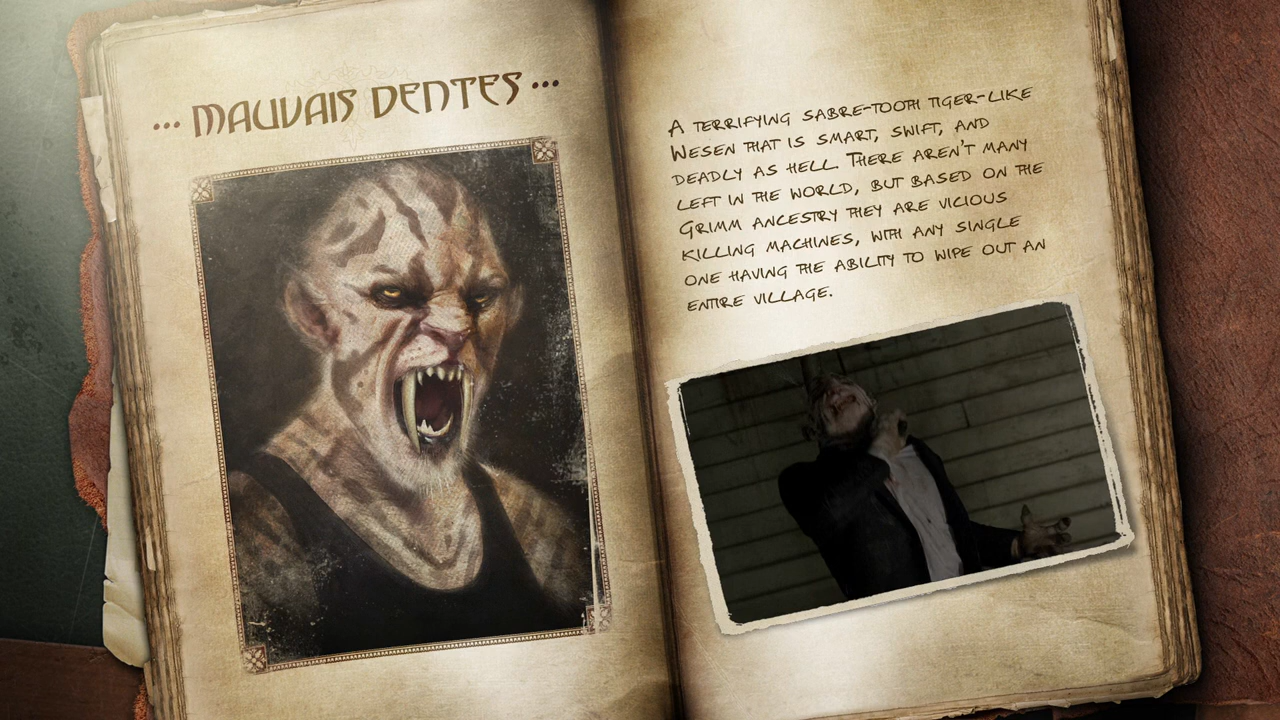 ... MAUVAIS DENTES ...
A TERRIFYING SABRE-TOOTH TIGER-LIKE
WESEN THAT IS SMART, SWIFT, AND
DEADLY AS HELL. THERE AREN'T MANY
LEFT IN THE WORLD, BUT BASED ON THE
GRIMM ANCESTRY THEY ARE VICIOUS
KILLING MACHINES, WITH ANY SINGLE
ONE HAVING THE ABILITY TO WIPE OUT AN
ENTIRE VILLAGE.